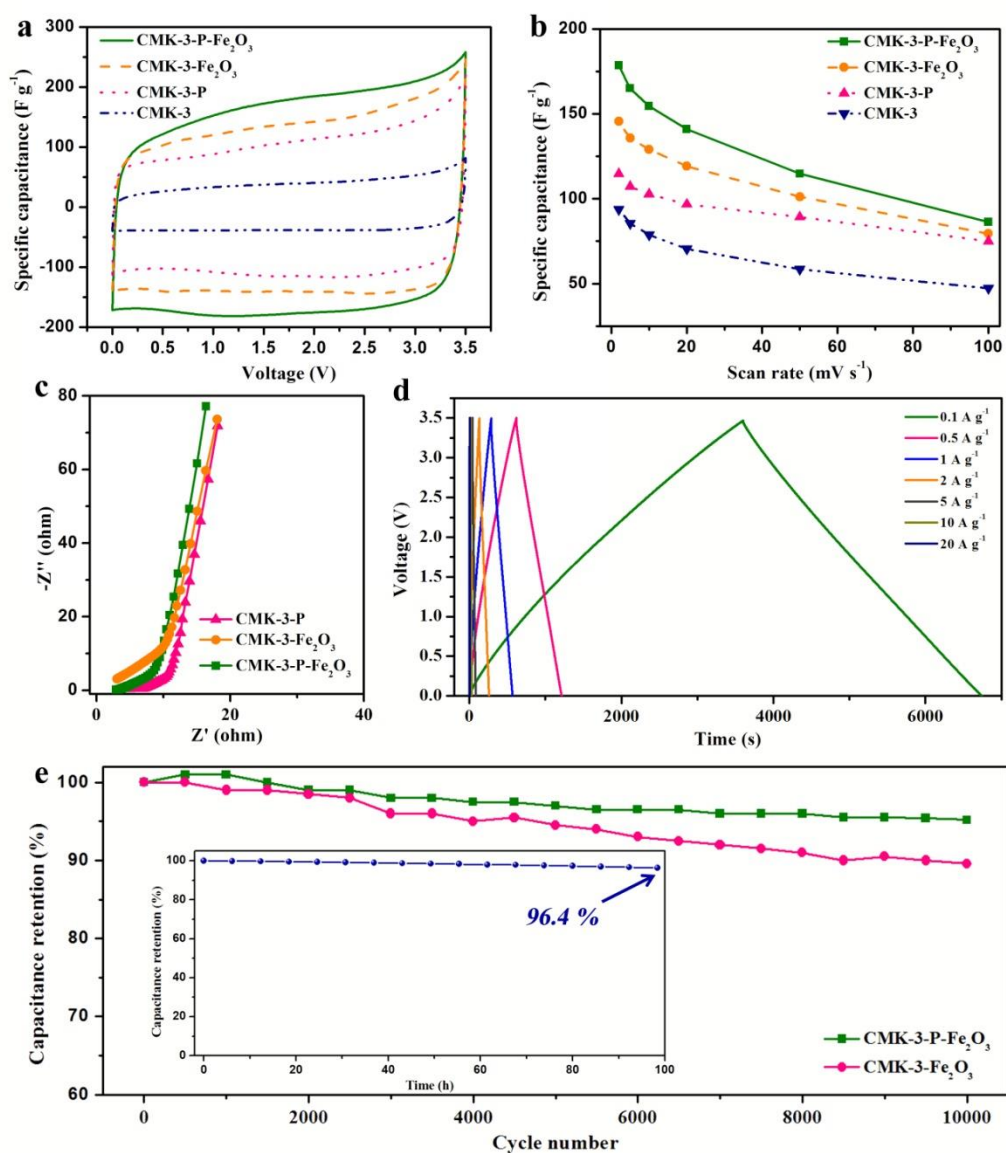 a
CMK-3-P-Fe₂O₃
CMK-3-Fe₂O₃
CMK-3-P
CMK-3
300
200
100
0
-100
-200
Specific capacitance (F g⁻¹)
0.0 0.5 1.0 1.5 2.0 2.5 3.0 3.5
Voltage (V)
b
CMK-3-P-Fe₂O₃
CMK-3-Fe₂O₃
CMK-3-P
CMK-3
200
150
100
50
Specific capacitance (F g⁻¹)
0 20 40 60 80 100
Scan rate (mV s⁻¹)
c
80
60
40
20
0
-Z'' (ohm)
CMK-3-P
CMK-3-Fe₂O₃
CMK-3-P-Fe₂O₃
0 20 40
Z' (ohm)
d
3.5
3.0
2.5
2.0
1.5
1.0
0.5
0.0
Voltage (V)
0.1 A g⁻¹
0.5 A g⁻¹
1 A g⁻¹
2 A g⁻¹
5 A g⁻¹
10 A g⁻¹
20 A g⁻¹
0 2000 4000 6000
Time (s)
e
100
90
80
70
60
Capacitance retention (%)
100
80
60
40
20
0
Capacitance retention (%)
96.4 %
0 20 40 60 80 100
Time (h)
CMK-3-P-Fe₂O₃
CMK-3-Fe₂O₃
0 2000 4000 6000 8000 10000
Cycle number